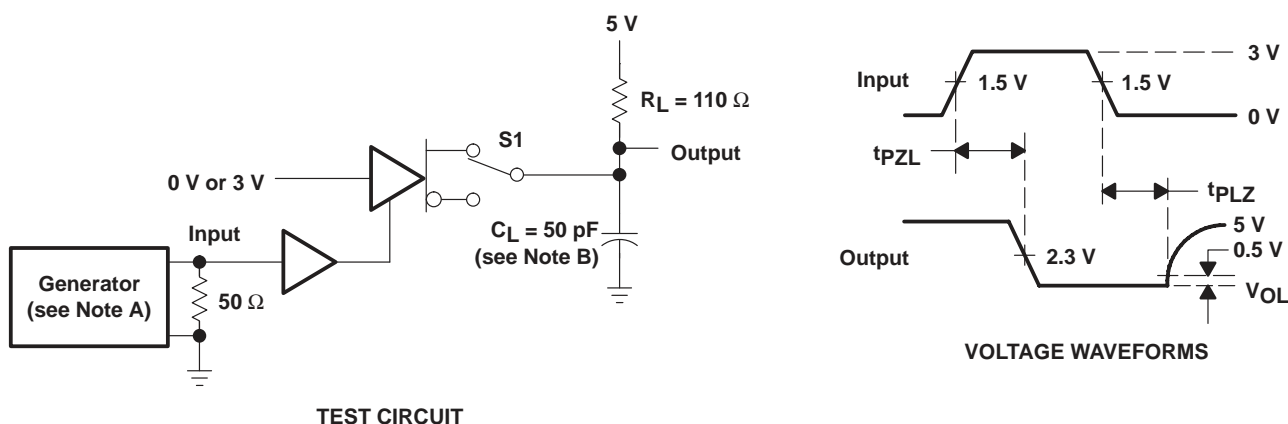 5 V
RL = 110 Ω
S1
Output
0 V or 3 V
Input
CL = 50 pF
(see Note B)
Generator
(see Note A)
50 Ω
TEST CIRCUIT
3 V
Input
1.5 V
1.5 V
0 V
tPZL
tPLZ
5 V
Output
2.3 V
0.5 V
VOL
VOLTAGE WAVEFORMS